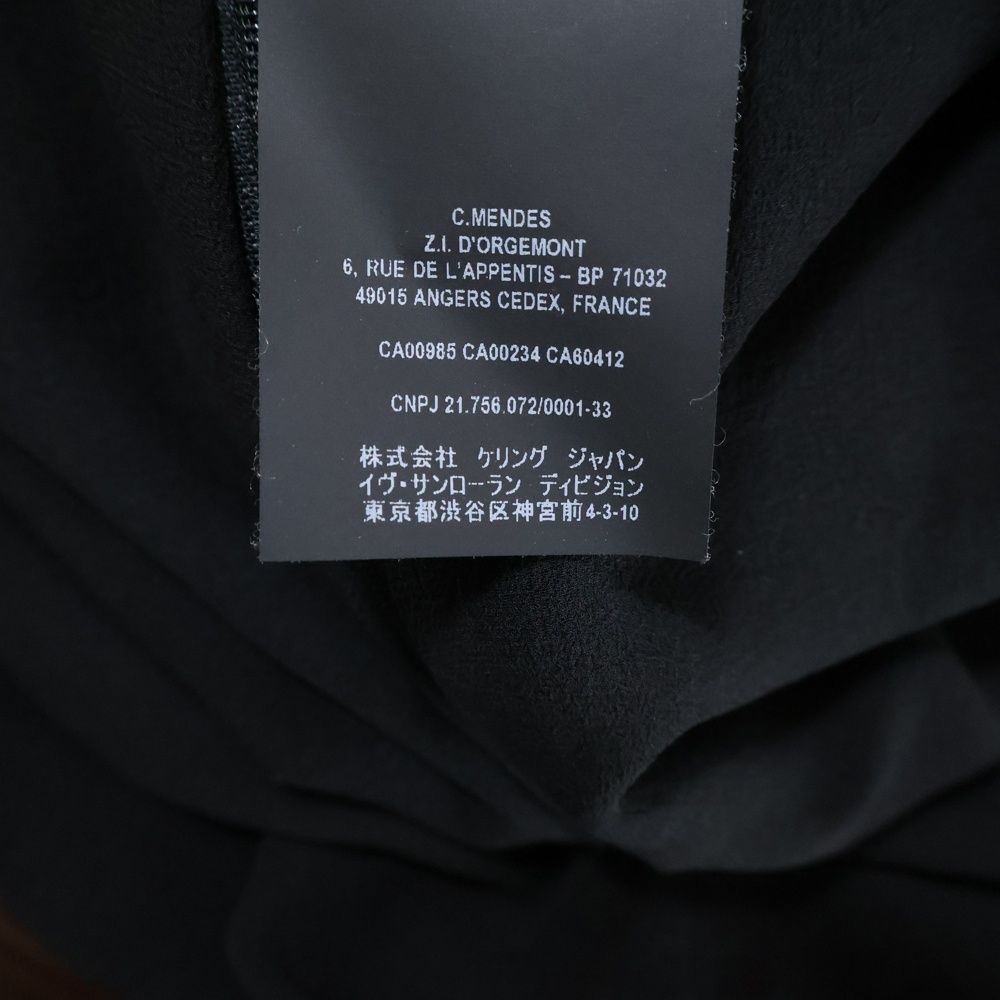 C.MENDES
Z.I. D'ORGEMONT
6, RUE DE L'APPENTIS – BP 71032
49015 ANGERS CEDEX, FRANCE
CA00985 CA00234 CA60412
CNPJ 21.756.072/0001-33
株式会社 ケリング ジャパン
イヴ・サンローラン ディビジョン
東京都渋谷区神宮前4-3-10